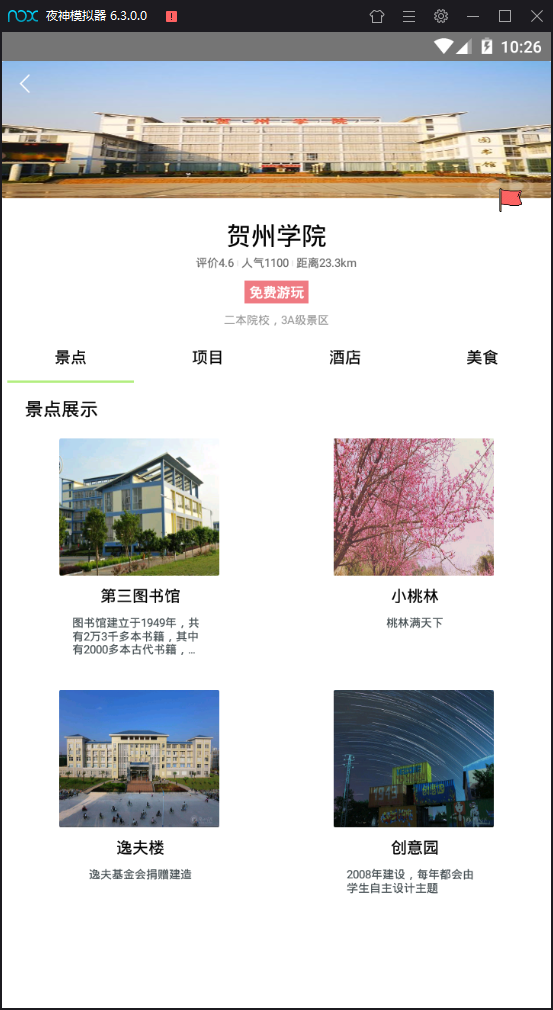 nox 夜神模拟器 6.3.0.0
10:26
贺州学院
图书馆
贺州学院
评价4.6 人气1100 距离23.3km
免费游玩
二本院校，3A级景区
景点 项目 酒店 美食
景点展示
第三图书馆
图书馆建立于1949年，共
有2万3千多本书籍，其中
有2000多本古代书籍，...
小桃林
桃林满天下
逸夫楼
逸夫基金会捐赠建造
创意园
2008年建设，每年都会由
学生自主设计主题